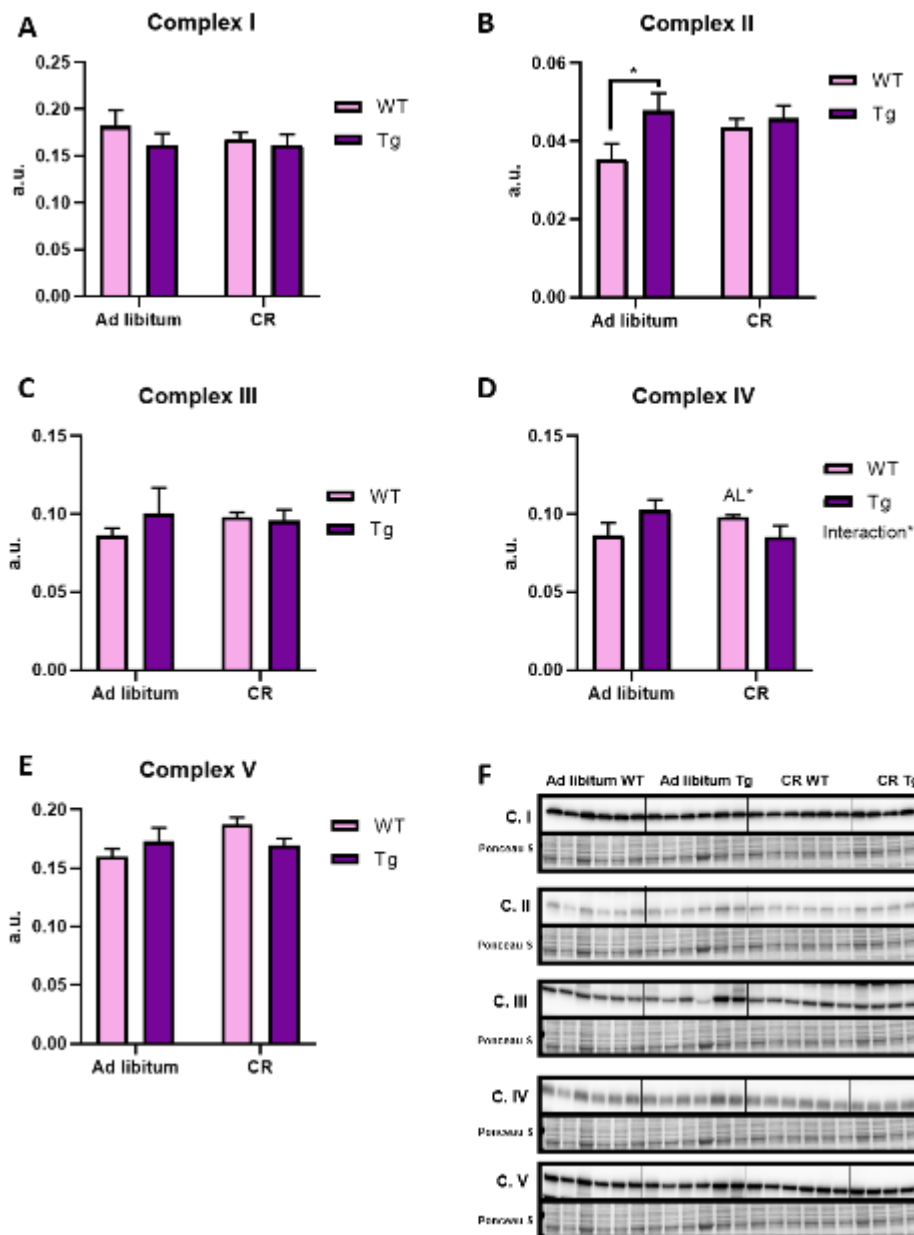 A
Complex I
0.25
0.20
0.15
0.10
0.05
0.00
a.u.
Ad libitum
CR
WT
Tg
B
Complex II
0.06
0.04
0.02
0.00
a.u.
*
Ad libitum
CR
WT
Tg
C
Complex III
0.15
0.10
0.05
0.00
a.u.
Ad libitum
CR
WT
Tg
D
Complex IV
0.15
0.10
0.05
0.00
a.u.
AL*
Ad libitum
CR
WT
Tg
Interaction*
E
Complex V
0.20
0.15
0.10
0.05
0.00
a.u.
Ad libitum
CR
WT
Tg
F
Ad libitum WT Ad libitum Tg CR WT CR Tg
C. I
Ponceau S
C. II
Ponceau S
C. III
Ponceau S
C. IV
Ponceau S
C. V
Ponceau S